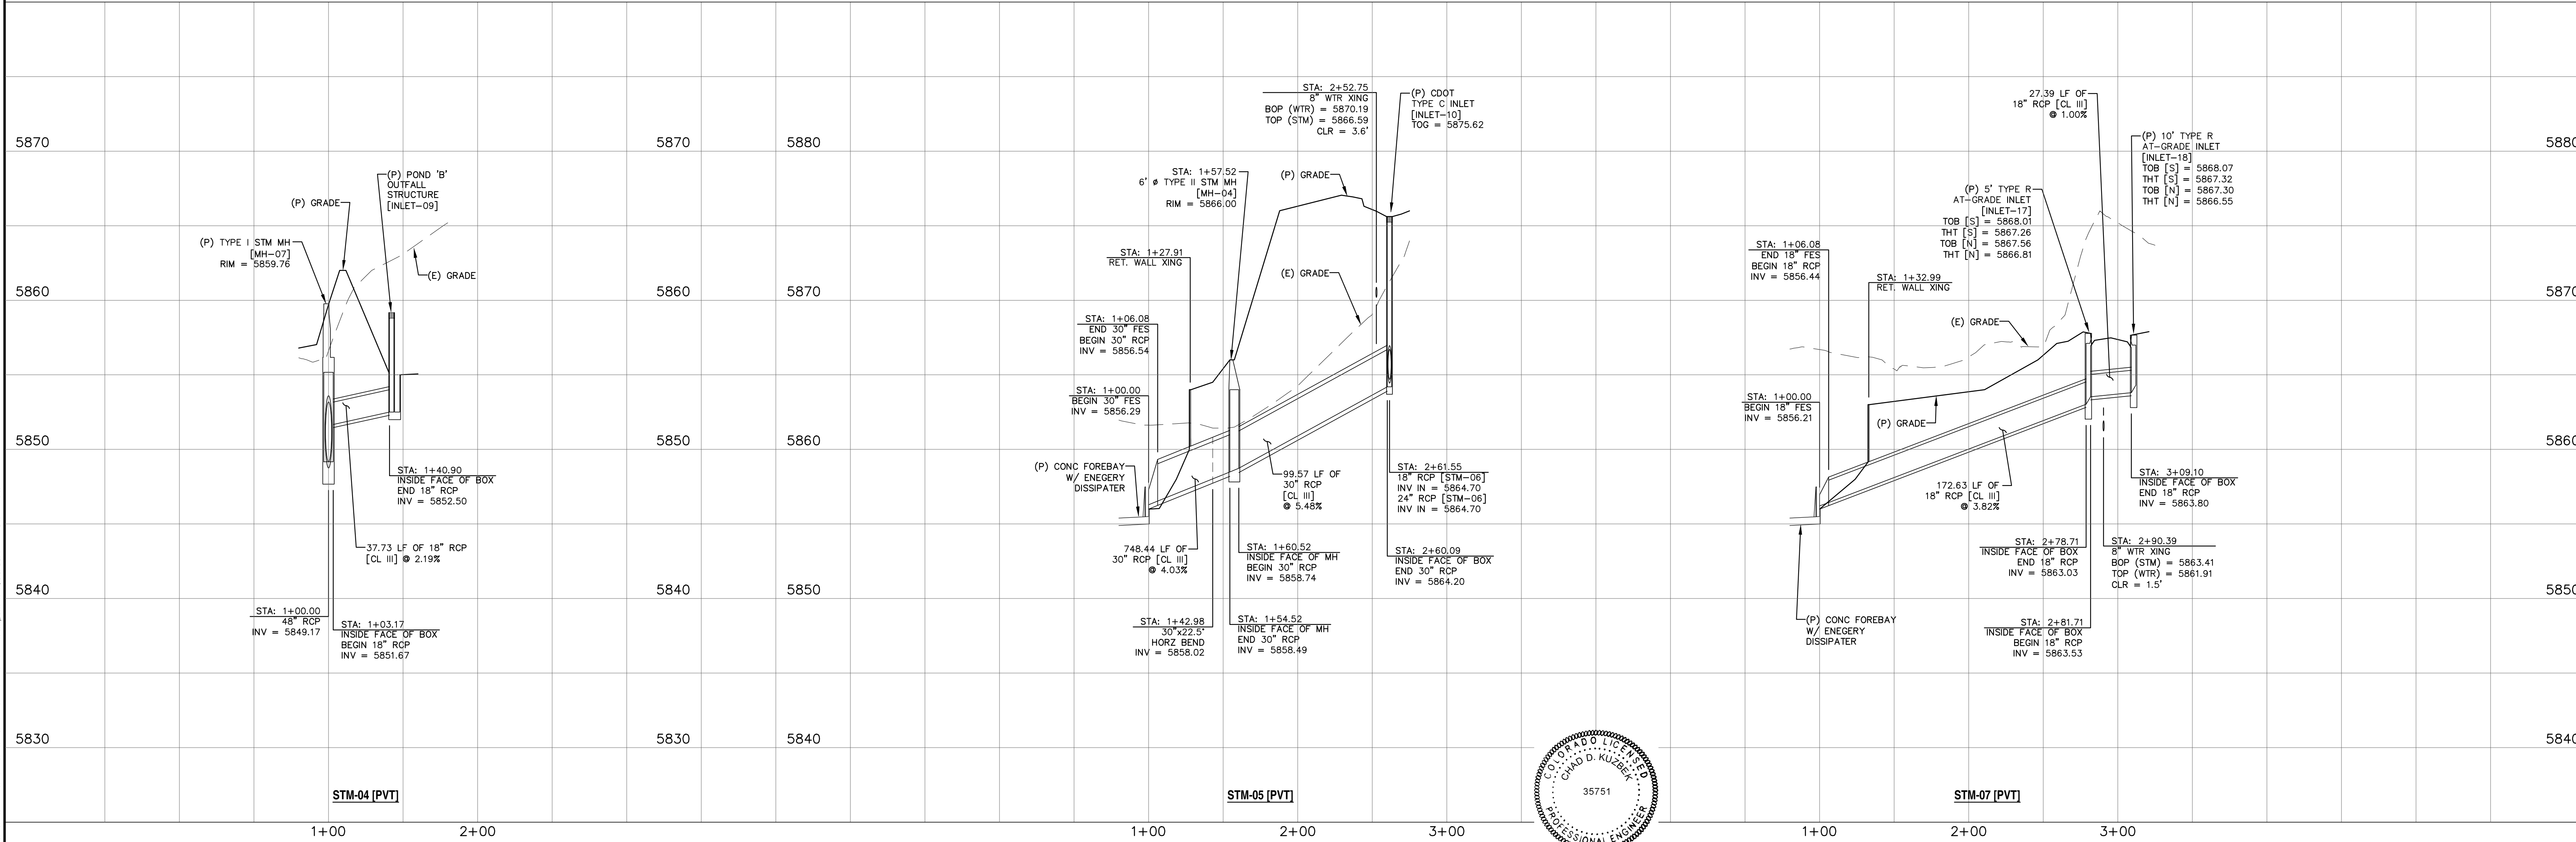 5870
5860
5850
5840
5830
(P) TYPE I STM MH
[MH-07]
RIM = 5859.76
(P) GRADE
(P) POND 'B'
OUTFALL
STRUCTURE
[INLET-09]
(E) GRADE
STA: 1+40.90
INSIDE FACE OF BOX
END 18" RCP
INV = 5852.50
37.73 LF OF 18" RCP
[CL III] @ 2.19%
STA: 1+00.00
48" RCP
INV = 5849.17
STA: 1+03.17
INSIDE FACE OF BOX
BEGIN 18" RCP
INV = 5851.67
STM-04 [PVT]
1+00
2+00
5870
5860
5850
5840
5830
5880
5870
5860
5850
5840
STA: 2+52.75
8" WTR XING
BOP (WTR) = 5870.19
TOP (STM) = 5866.59
CLR = 3.6'
(P) CDOT
TYPE C INLET
[INLET-10]
TOG = 5875.62
STA: 1+57.52
6' ø TYPE II STM MH
[MH-04]
RIM = 5866.00
(P) GRADE
STA: 1+27.91
RET. WALL XING
(E) GRADE
STA: 1+06.08
END 30" FES
BEGIN 30" RCP
INV = 5856.54
STA: 1+00.00
BEGIN 30" FES
INV = 5856.29
(P) CONC FOREBAY
W/ ENEGERY
DISSIPATER
99.57 LF OF
30" RCP
[CL III]
@ 5.48%
STA: 2+61.55
18" RCP [STM-06]
INV IN = 5864.70
24" RCP [STM-06]
INV IN = 5864.70
748.44 LF OF
30" RCP [CL III]
@ 4.03%
STA: 1+60.52
INSIDE FACE OF MH
BEGIN 30" RCP
INV = 5858.74
STA: 2+60.09
INSIDE FACE OF BOX
END 30" RCP
INV = 5864.20
STA: 1+42.98
30"x22.5°
HORZ BEND
INV = 5858.02
STA: 1+54.52
INSIDE FACE OF MH
END 30" RCP
INV = 5858.49
STM-05 [PVT]
1+00
2+00
3+00
COLORADO LICENSED
CHAD D. KUZBEK
35751
PROFESSIONAL ENGINEER
27.39 LF OF
18" RCP [CL III]
@ 1.00%
(P) 10' TYPE R
AT-GRADE INLET
[INLET-18]
TOB [S] = 5868.07
THT [S] = 5867.32
TOB [N] = 5867.30
THT [N] = 5866.55
(P) 5' TYPE R
AT-GRADE INLET
[INLET-17]
TOB [S] = 5868.01
THT [S] = 5867.26
TOB [N] = 5867.56
THT [N] = 5866.81
STA: 1+06.08
END 18" FES
BEGIN 18" RCP
INV = 5856.44
STA: 1+32.99
RET. WALL XING
(E) GRADE
STA: 1+00.00
BEGIN 18" FES
INV = 5856.21
(P) GRADE
172.63 LF OF
18" RCP [CL III]
@ 3.82%
STA: 3+09.10
INSIDE FACE OF BOX
END 18" RCP
INV = 5863.80
STA: 2+78.71
INSIDE FACE OF BOX
END 18" RCP
INV = 5863.03
STA: 2+90.39
8" WTR XING
BOP (STM) = 5863.41
TOP (WTR) = 5861.91
CLR = 1.5'
(P) CONC FOREBAY
W/ ENEGERY
DISSIPATER
STA: 2+81.71
INSIDE FACE OF BOX
BEGIN 18" RCP
INV = 5863.53
STM-07 [PVT]
1+00
2+00
3+00
5880
5870
5860
5850
5840